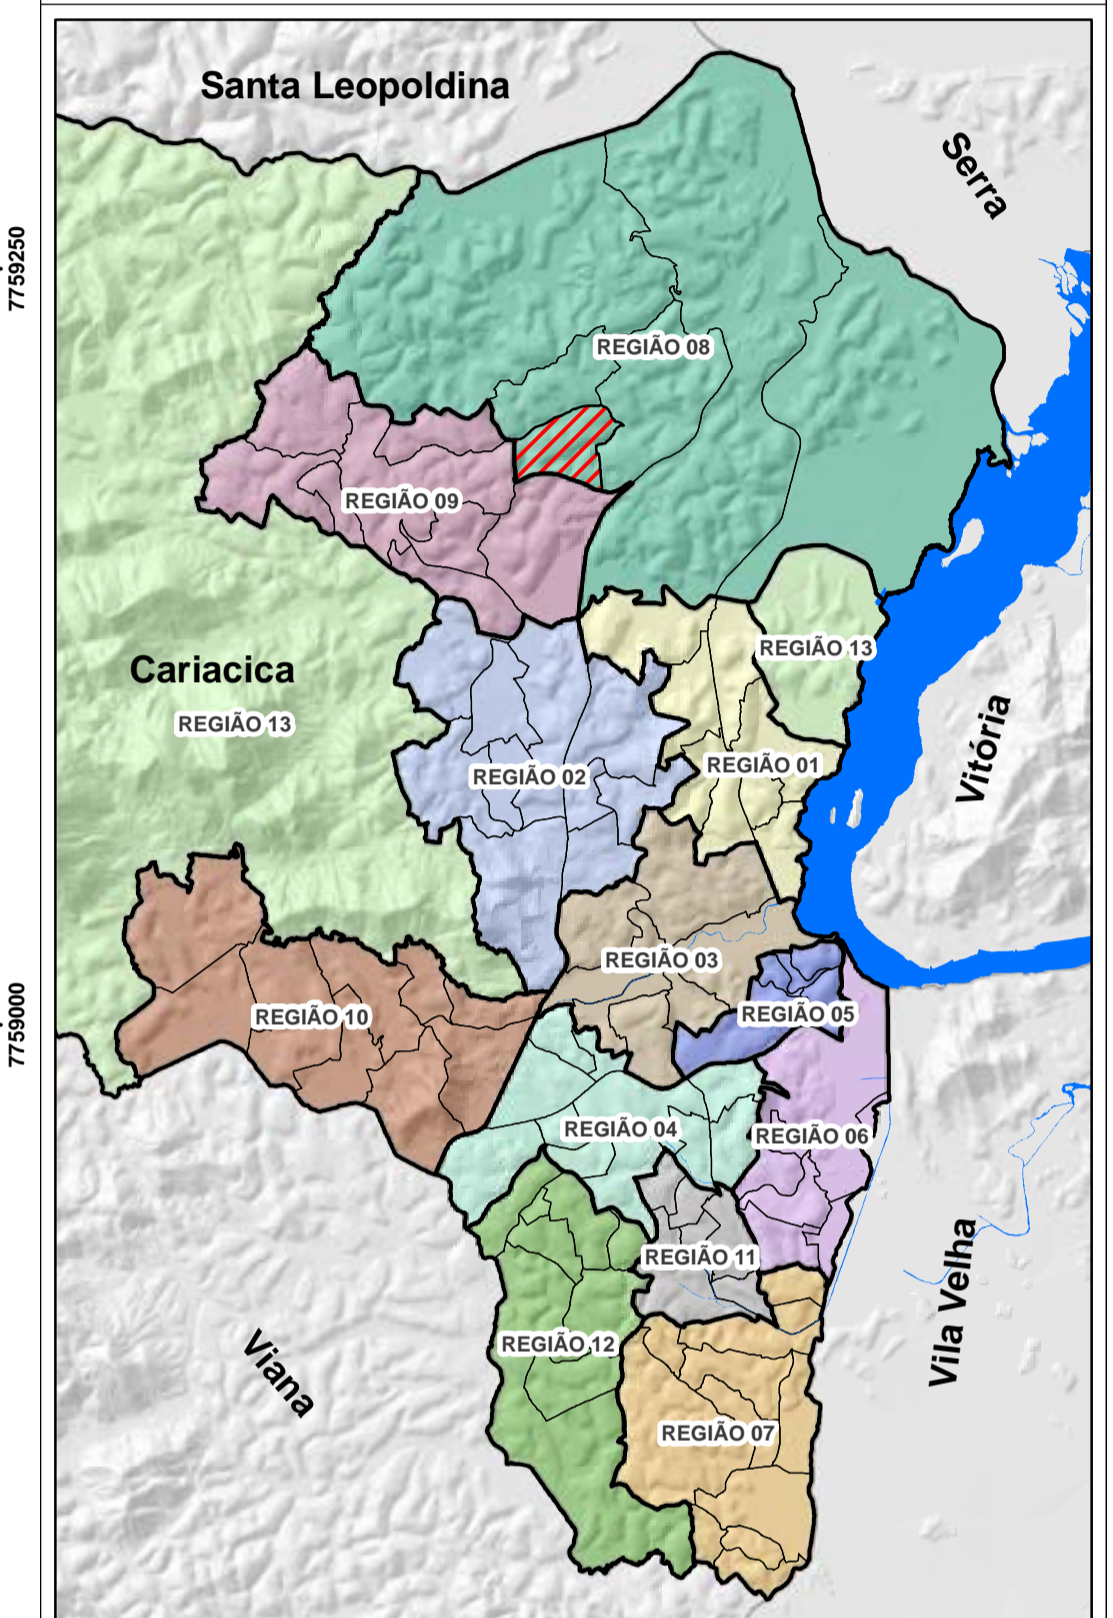 Santa Leopoldina
Serra
7759250
REGIÃO 08
REGIÃO 09
REGIÃO 13
Cariacica
REGIÃO 13
Vitória
REGIÃO 01
REGIÃO 02
REGIÃO 03
REGIÃO 05
REGIÃO 10
7759000
REGIÃO 04
REGIÃO 06
REGIÃO 11
Vila Velha
REGIÃO 12
Viana
REGIÃO 07